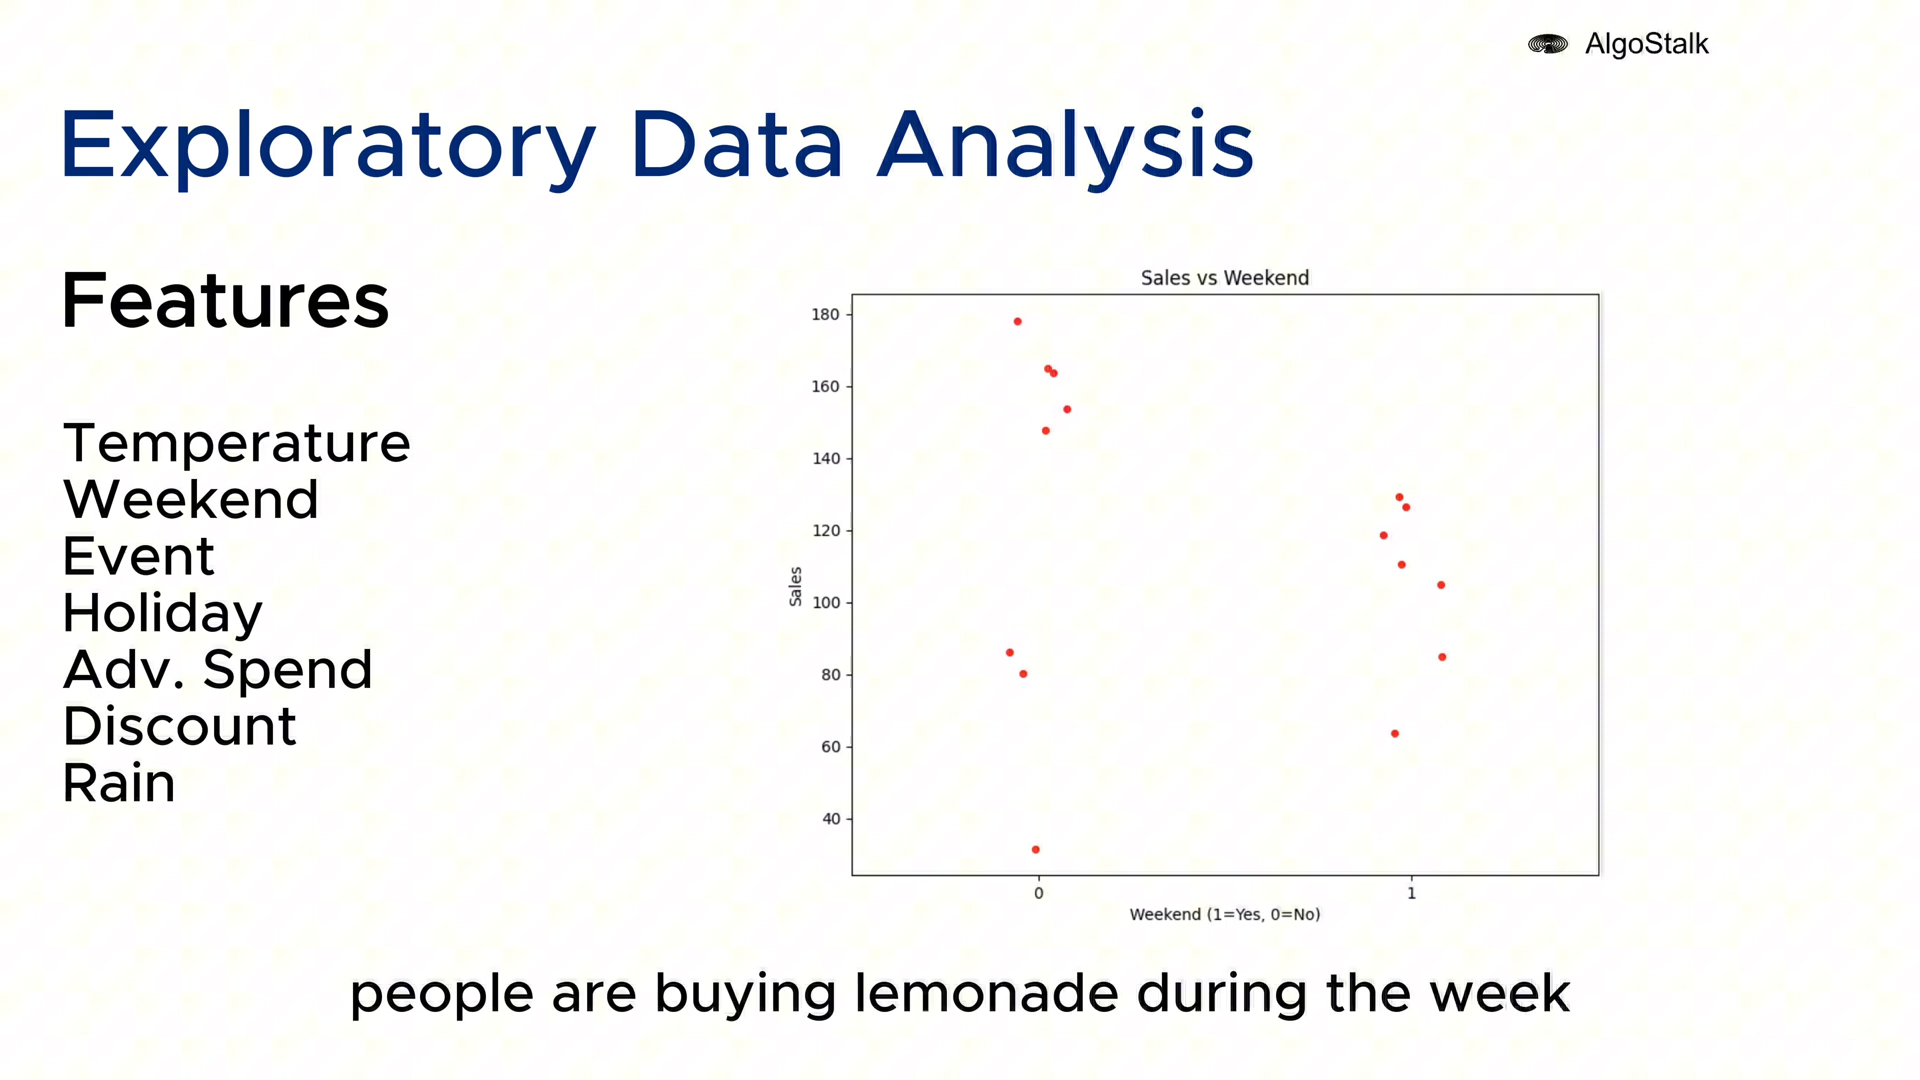 AlgoStalk
Exploratory Data Analysis
Features
Temperature
Weekend
Event
Holiday
Adv. Spend
Discount
Rain
Sales vs Weekend
180
160
140
120
100
80
60
40
Sales
0 1
Weekend (1=Yes, 0=No)
people are buying lemonade during the week